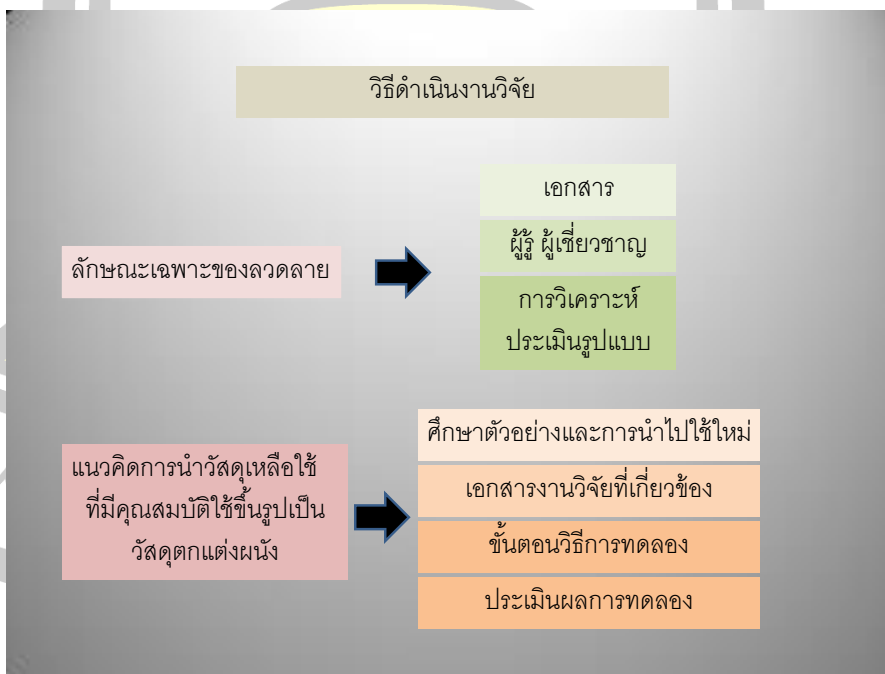 วิธีดำเนินงานวิจัย
ลักษณะเฉพาะของลวดลาย
เอกสาร
ผู้รู้ ผู้เชี่ยวชาญ
การวิเคราะห์
ประเมินรูปแบบ
แนวคิดการนำวัสดุเหลือใช้
ที่มีคุณสมบัติใช้ขึ้นรูปเป็น
วัสดุตกแต่งผนัง
ศึกษาตัวอย่างและการนำไปใช้ใหม่
เอกสารงานวิจัยที่เกี่ยวข้อง
ขั้นตอนวิธีการทดลอง
ประเมินผลการทดลอง